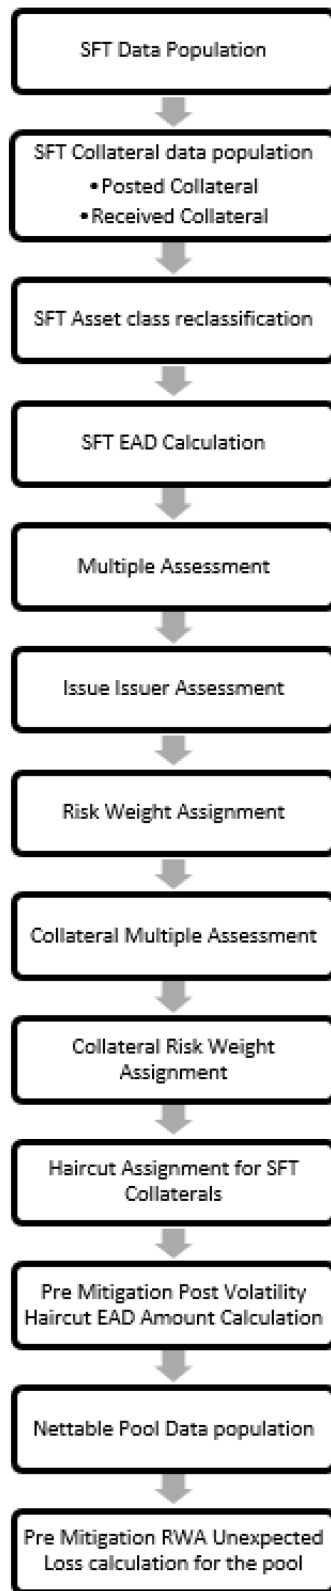 SFT Data Population
SFT Collateral data population
•Posted Collateral
•Received Collateral
SFT Asset class reclassification
SFT EAD Calculation
Multiple Assessment
Issue Issuer Assessment
Risk Weight Assignment
Collateral Multiple Assessment
Collateral Risk Weight
Assignment
Haircut Assignment for SFT
Collaterals
Pre Mitigation Post Volatility
Haircut EAD Amount Calculation
Nettable Pool Data population
Pre Mitigation RWA Unexpected
Loss calculation for the pool